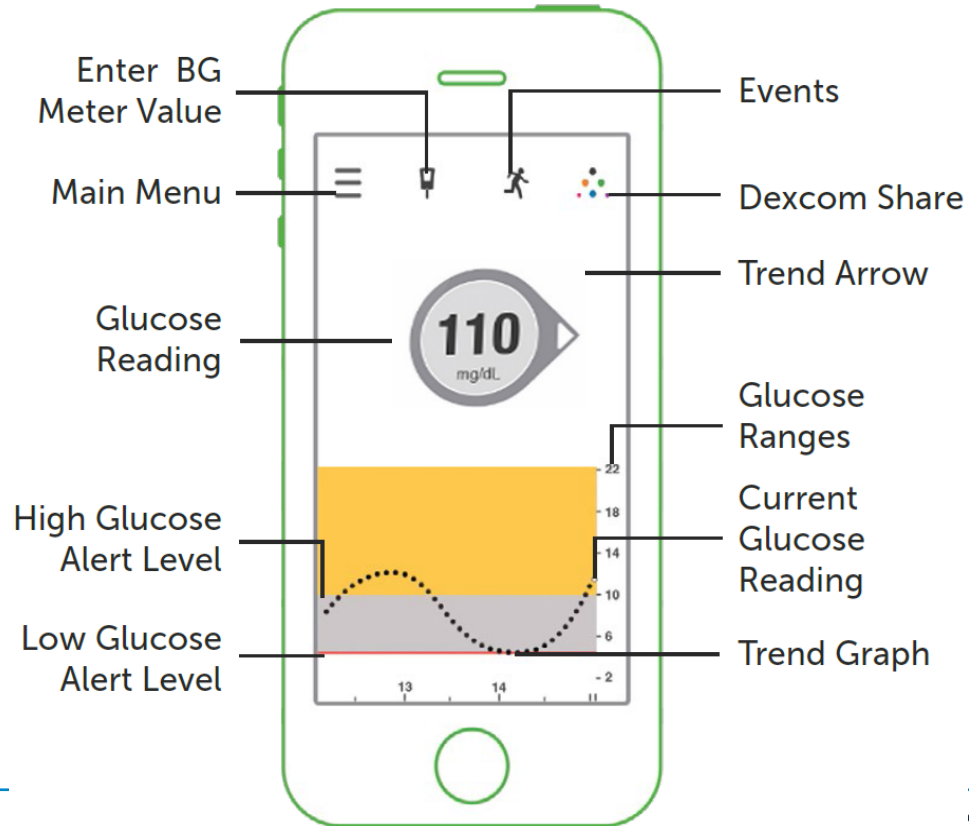 Enter BG
Meter Value
Events
Main Menu
Dexcom Share
Trend Arrow
Glucose
Reading
110
mg/dL
Glucose
Ranges
22
18
14
10
6
2
High Glucose
Alert Level
Current
Glucose
Reading
Low Glucose
Alert Level
Trend Graph
13
14